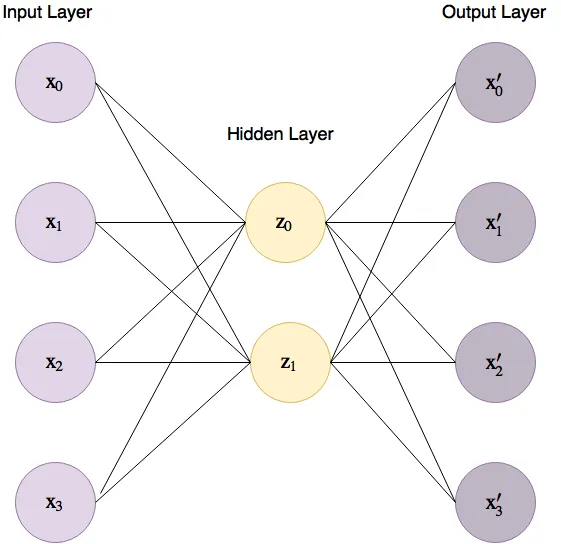 Input Layer
Output Layer
x₀
x′₀
Hidden Layer
x₁
z₀
x′₁
x₂
z₁
x′₂
x₃
x′₃